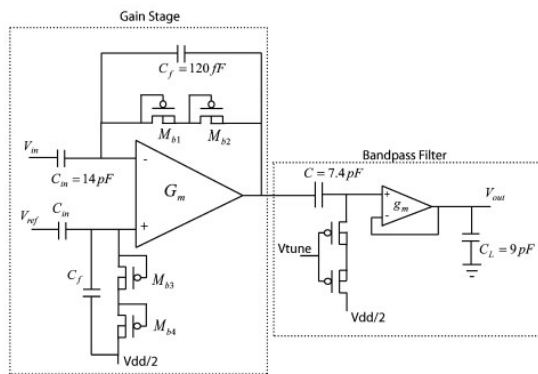 Gain Stage
C_f = 120 fF
M_b1
M_b2
V_in
C_in = 14 pF
-
G_m
+
V_ref
C_in
C_f
M_b3
M_b4
Vdd/2
Bandpass Filter
C = 7.4 pF
+
g_m
-
V_out
Vtune
C_L = 9 pF
Vdd/2